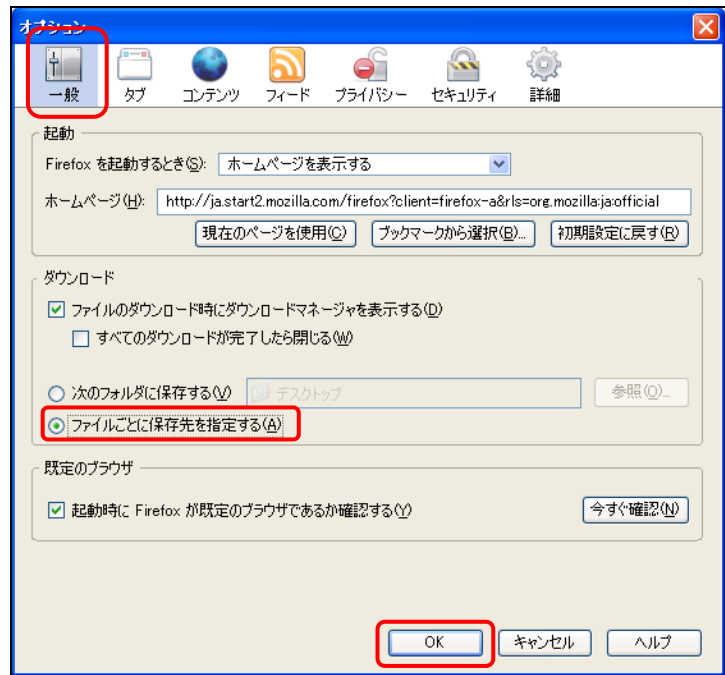 オプション
一般 タブ コンテンツ フィード プライバシー セキュリティ 詳細
起動
Firefox を起動するとき(S): ホームページを表示する
ホームページ(H): http://ja.start2.mozilla.com/firefox?client=firefox-a&rls=org.mozilla:ja:official
現在のページを使用(C) ブックマークから選択(B)... 初期設定に戻す(R)
ダウンロード
ファイルのダウンロード時にダウンロードマネージャを表示する(D)
すべてのダウンロードが完了したら閉じる(W)
次のフォルダに保存する(V) デスクトップ 参照(O)...
ファイルごとに保存先を指定する(A)
既定のブラウザ
起動時に Firefox が既定のブラウザであるか確認する(Y) 今すぐ確認(N)
OK キャンセル ヘルプ